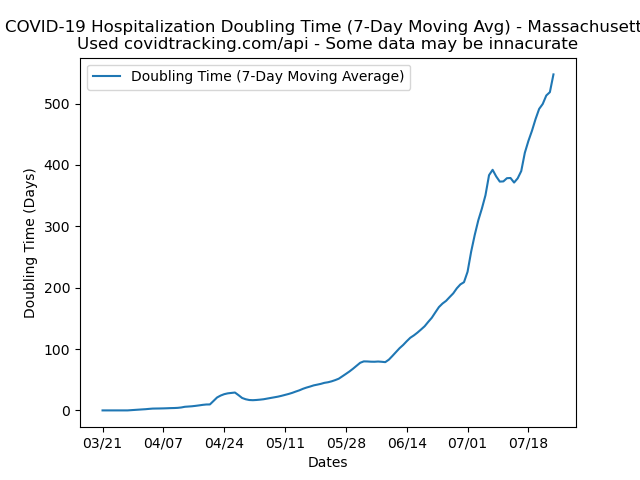 COVID-19 Hospitalization Doubling Time (7-Day Moving Avg) - Massachusett
Used covidtracking.com/api - Some data may be innacurate
Doubling Time (7-Day Moving Average)
Doubling Time (Days)
500
400
300
200
100
0
03/21 04/07 04/24 05/11 05/28 06/14 07/01 07/18
Dates